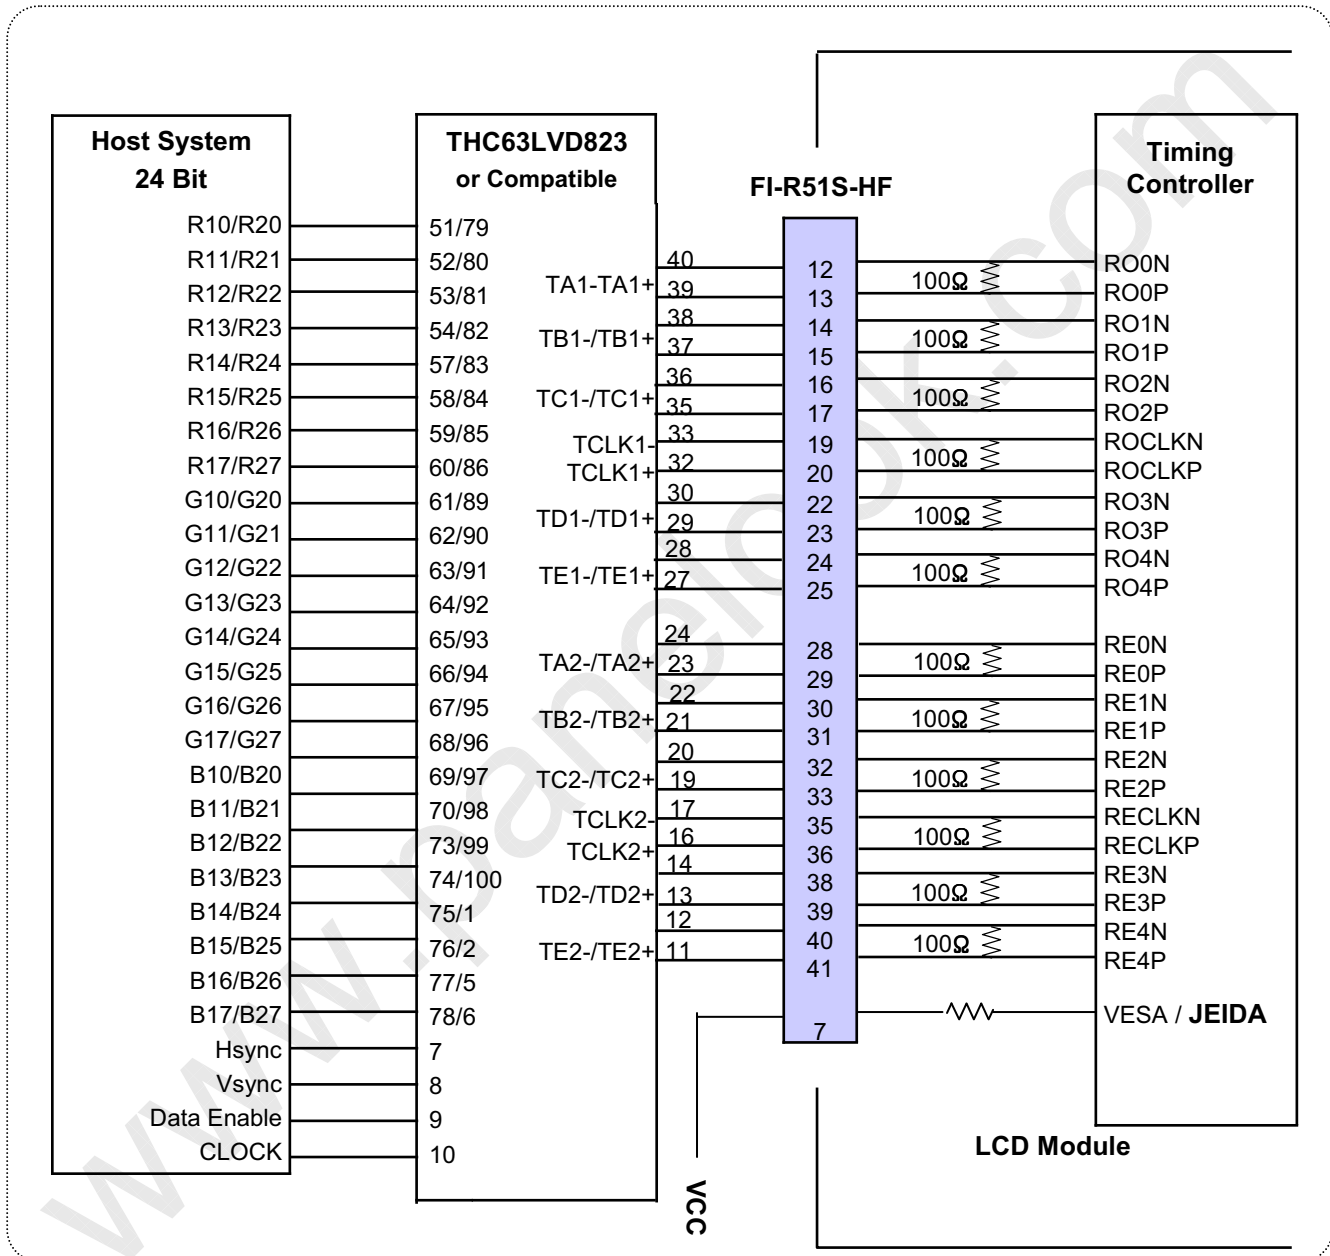 Host System
24 Bit
R10/R20
R11/R21
R12/R22
R13/R23
R14/R24
R15/R25
R16/R26
R17/R27
G10/G20
G11/G21
G12/G22
G13/G23
G14/G24
G15/G25
G16/G26
G17/G27
B10/B20
B11/B21
B12/B22
B13/B23
B14/B24
B15/B25
B16/B26
B17/B27
Hsync
Vsync
Data Enable
CLOCK
THC63LVD823
or Compatible
51/79
52/80
53/81
54/82
57/83
58/84
59/85
60/86
61/89
62/90
63/91
64/92
65/93
66/94
67/95
68/96
69/97
70/98
73/99
74/100
75/1
76/2
77/5
78/6
7
8
9
10
TA1-TA1+
TB1-/TB1+
TC1-/TC1+
TCLK1-
TCLK1+
TD1-/TD1+
TE1-/TE1+
TA2-/TA2+
TB2-/TB2+
TC2-/TC2+
TCLK2-
TCLK2+
TD2-/TD2+
TE2-/TE2+
40
39
38
37
36
35
33
32
30
29
28
27
24
23
22
21
20
19
17
16
14
13
12
11
VCC
FI-R51S-HF
12
13
14
15
16
17
19
20
22
23
24
25
28
29
30
31
32
33
35
36
38
39
40
41
7
100Ω
100Ω
100Ω
100Ω
100Ω
100Ω
100Ω
100Ω
100Ω
100Ω
100Ω
100Ω
Timing
Controller
RO0N
RO0P
RO1N
RO1P
RO2N
RO2P
ROCLKN
ROCLKP
RO3N
RO3P
RO4N
RO4P
RE0N
RE0P
RE1N
RE1P
RE2N
RE2P
RECLKN
RECLKP
RE3N
RE3P
RE4N
RE4P
VESA / JEIDA
LCD Module
www.panelook.com